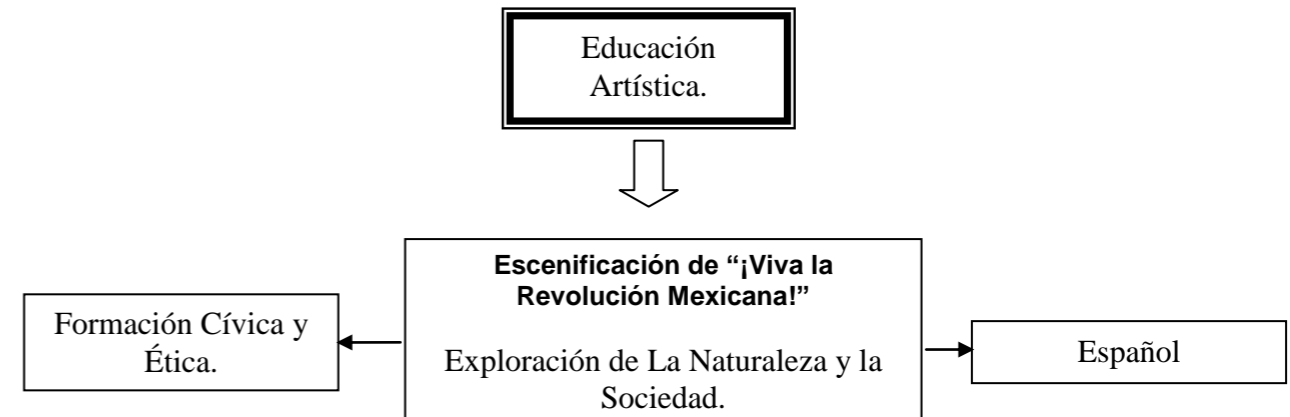 Educación
Artística.
Escenificación de “¡Viva la
Revolución Mexicana!”
Formación Cívica y
Ética.
Exploración de La Naturaleza y la
Sociedad.
Español